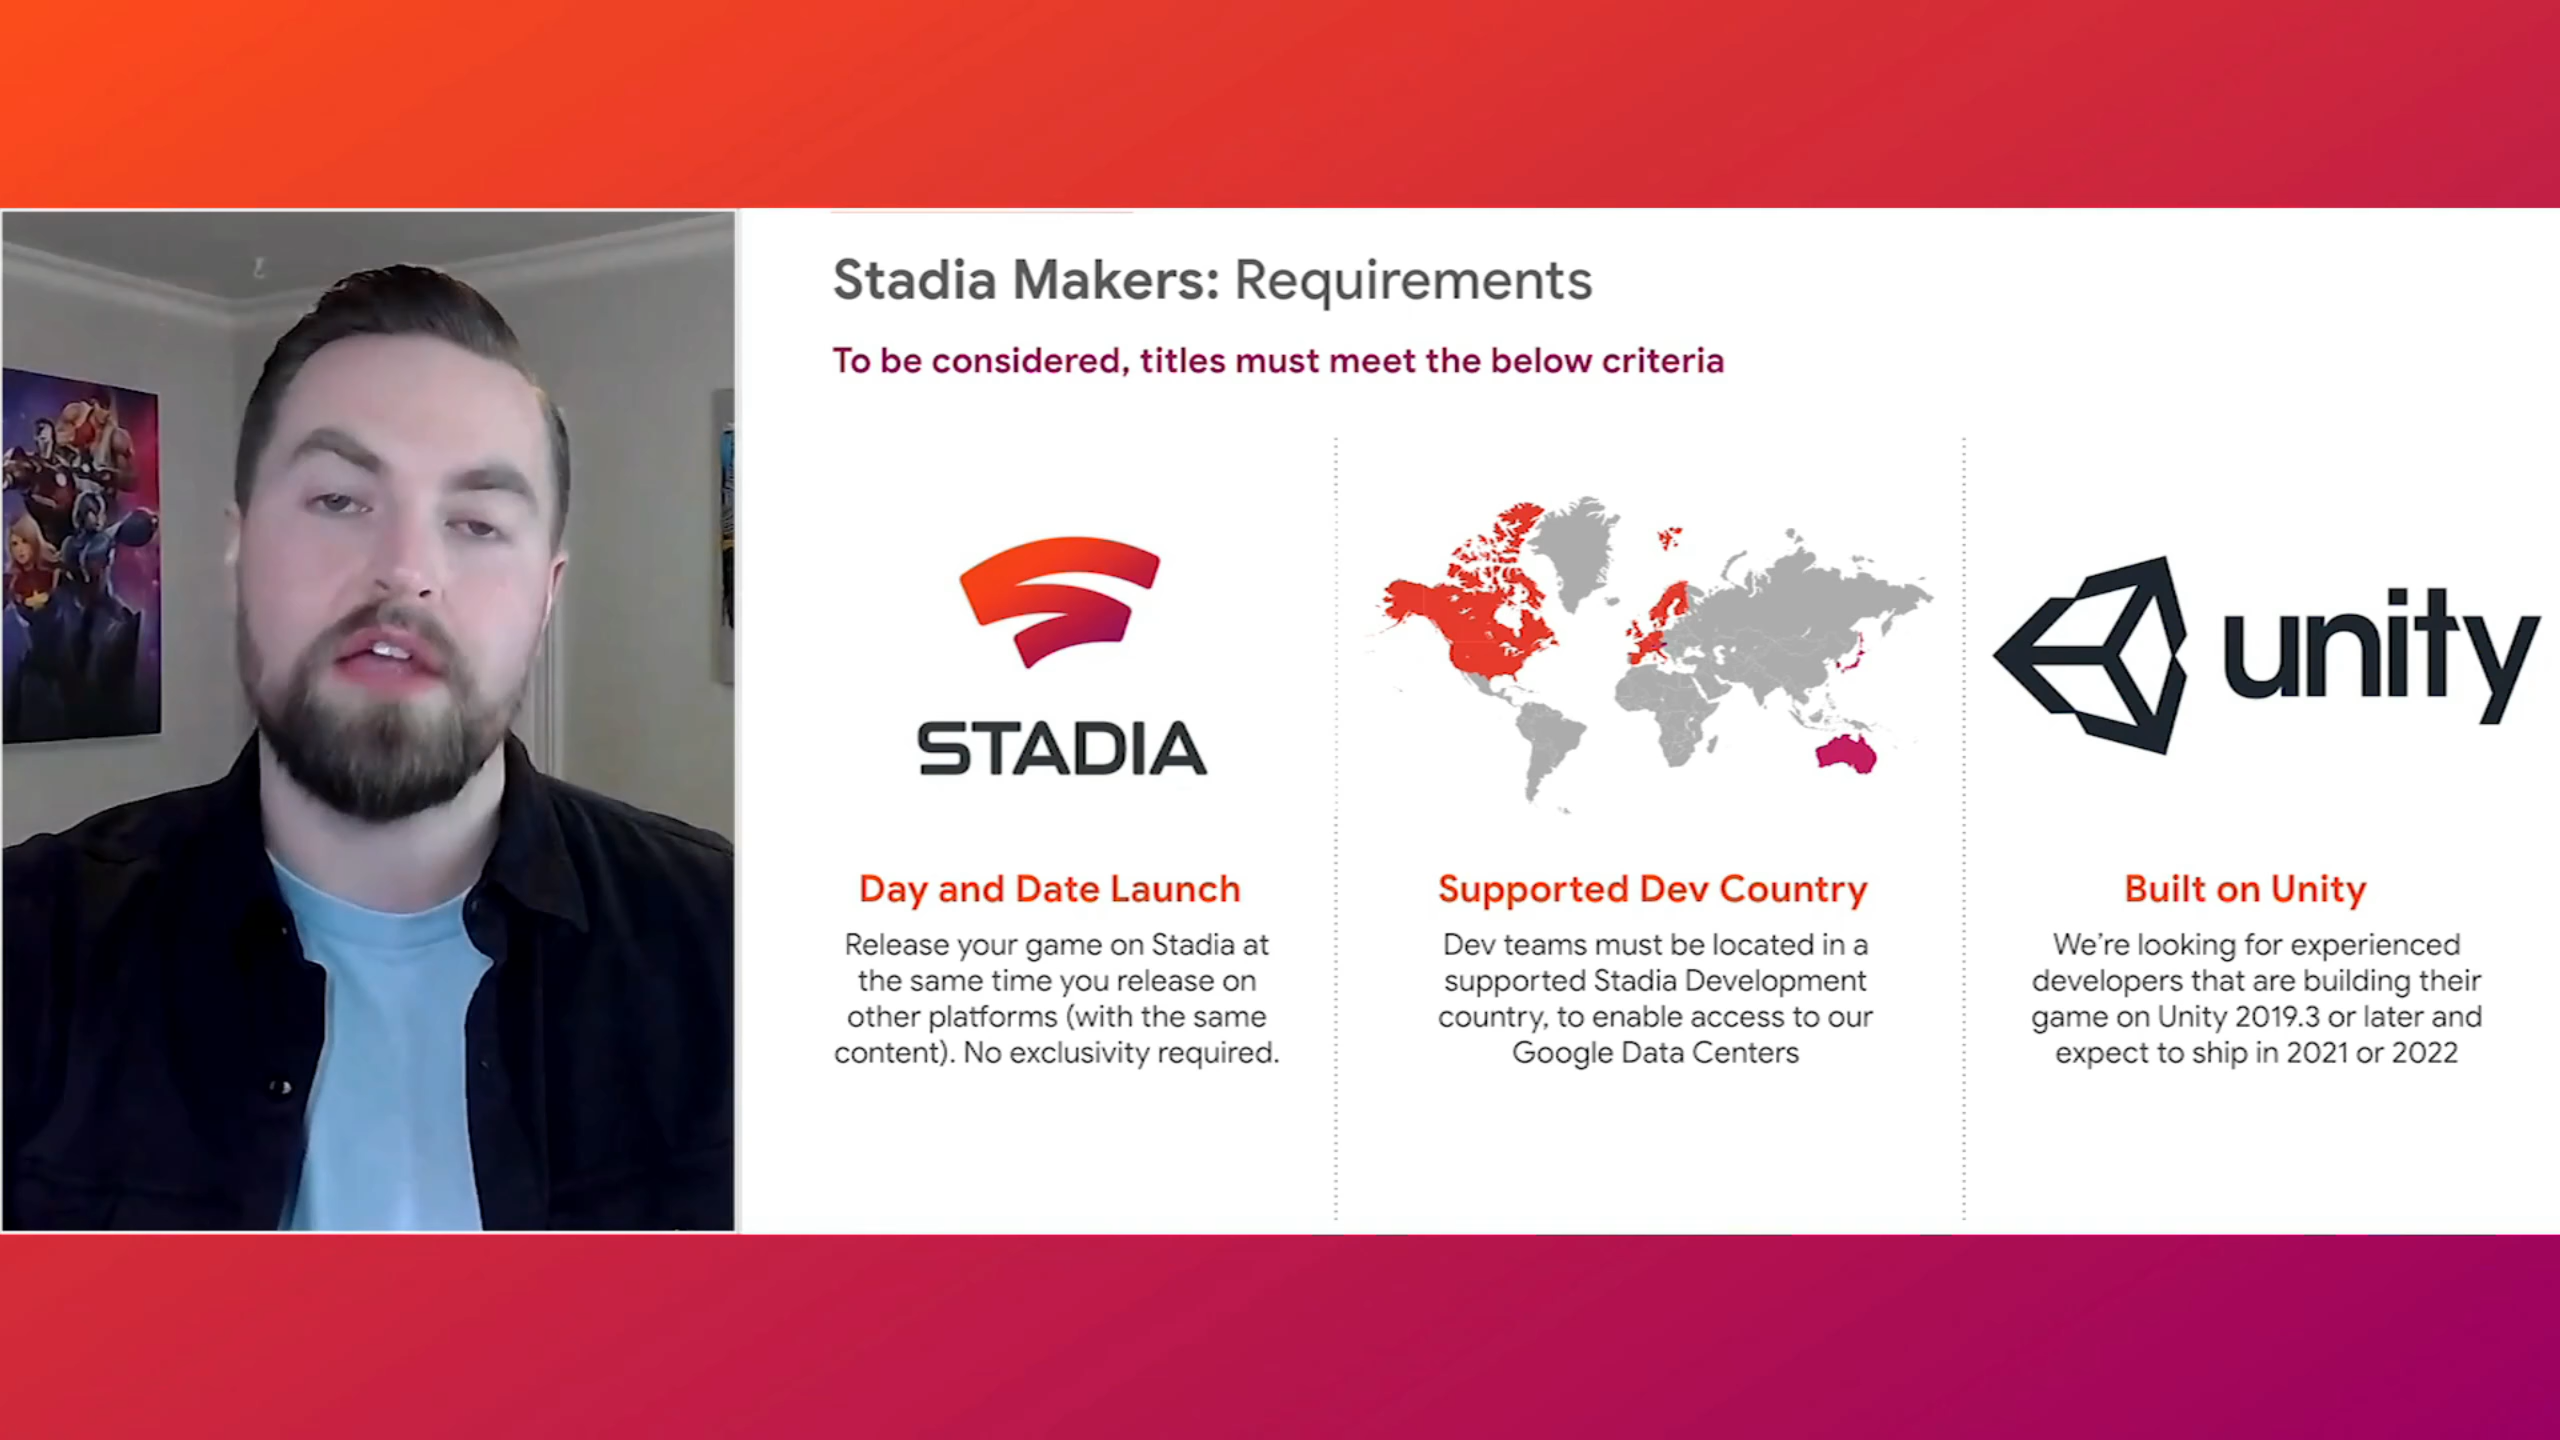 Stadia Makers: Requirements
To be considered, titles must meet the below criteria
STADIA
Day and Date Launch
Release your game on Stadia at
the same time you release on
other platforms (with the same
content). No exclusivity required.
Supported Dev Country
Dev teams must be located in a
supported Stadia Development
country, to enable access to our
Google Data Centers
unity
Built on Unity
We're looking for experienced
developers that are building their
game on Unity 2019.3 or later and
expect to ship in 2021 or 2022